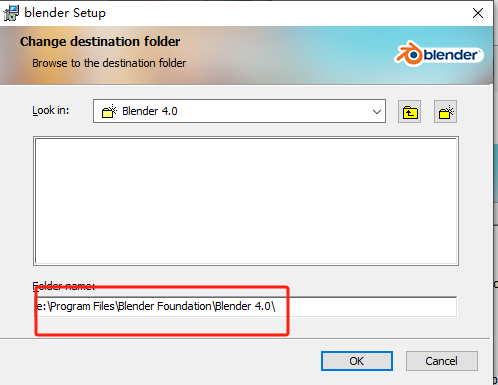 blender Setup
Change destination folder
Browse to the destination folder
blender
Look in:
Blender 4.0
Folder name:
e:\Program Files\Blender Foundation\Blender 4.0\
OK
Cancel